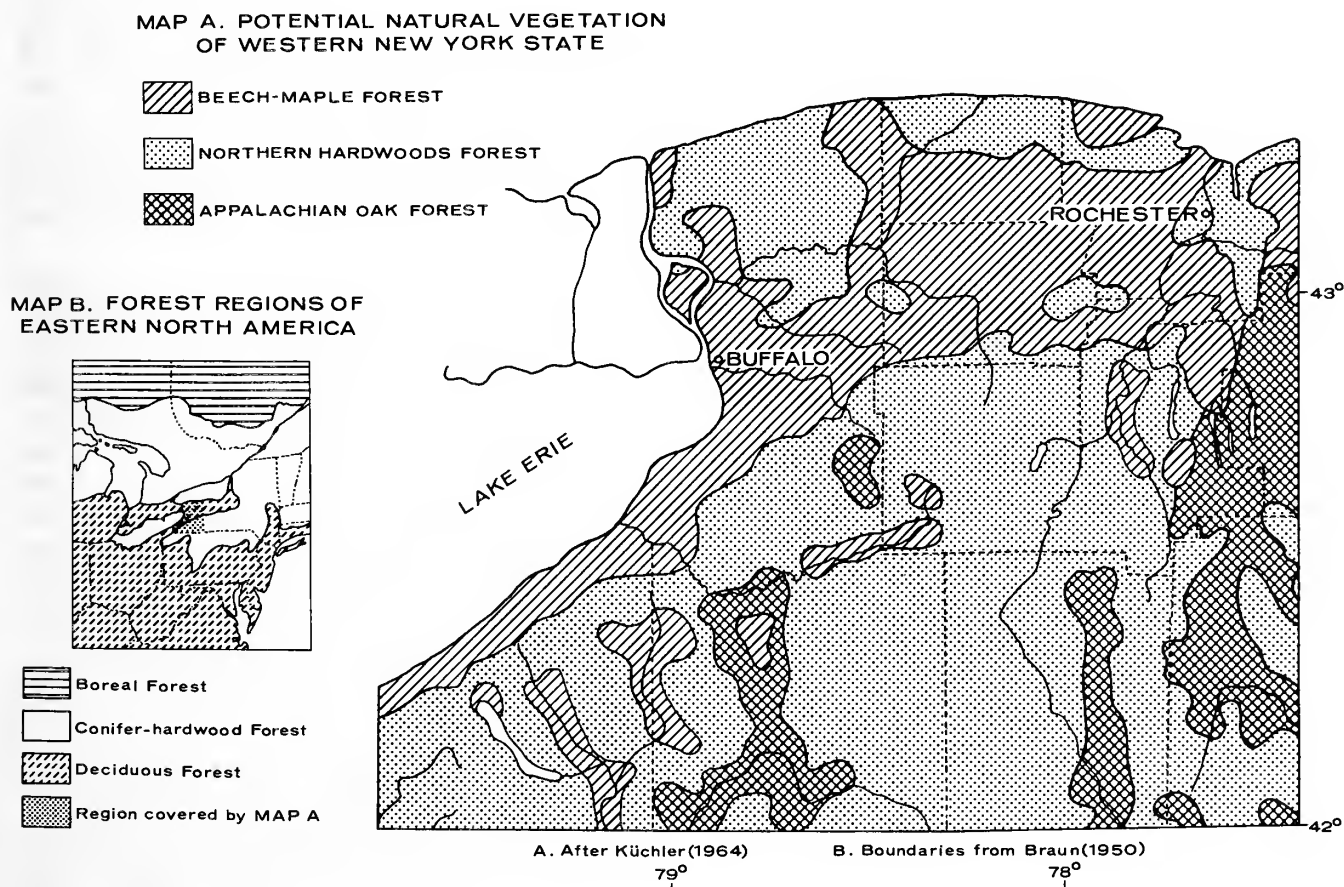 MAP A. POTENTIAL NATURAL VEGETATION
OF WESTERN NEW YORK STATE
BEECH-MAPLE FOREST
NORTHERN HARDWOODS FOREST
APPALACHIAN OAK FOREST
MAP B. FOREST REGIONS OF
EASTERN NORTH AMERICA
Boreal Forest
Conifer-hardwood Forest
Deciduous Forest
Region covered by MAP A
ROCHESTER
43°
BUFFALO
LAKE ERIE
42°
A. After Küchler(1964) B. Boundaries from Braun(1950)
79° 78°